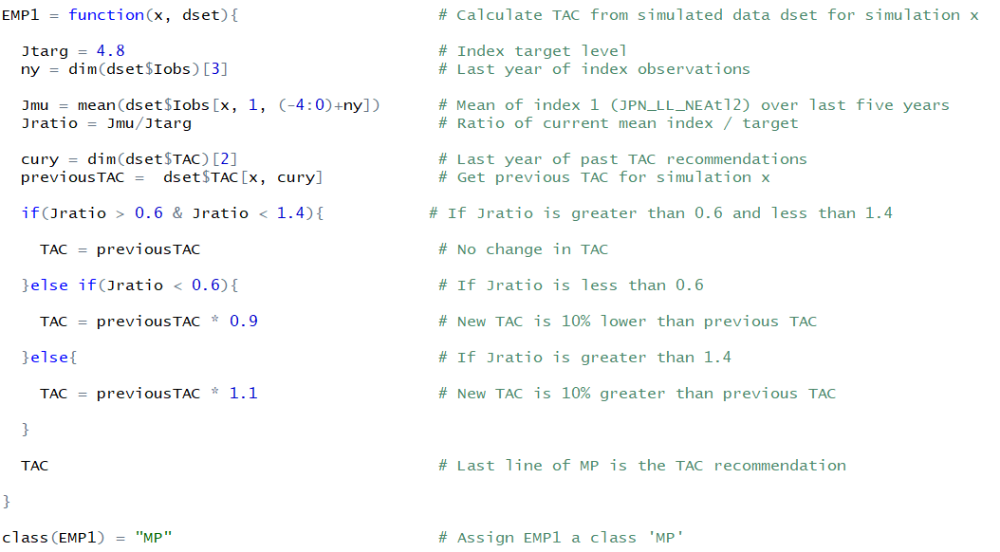 EMP1 = function(x, dset){ # Calculate TAC from simulated data dset for simulation x
Jtarg = 4.8 # Index target level
ny = dim(dset$Iobs)[3] # Last year of index observations
Jmu = mean(dset$Iobs[x, 1, (-4:0)+ny]) # Mean of index 1 (JPN_LL_NEAtl2) over last five years
Jratio = Jmu/Jtarg # Ratio of current mean index / target
cury = dim(dset$TAC)[2] # Last year of past TAC recommendations
previousTAC = dset$TAC[x, cury] # Get previous TAC for simulation x
if(Jratio > 0.6 & Jratio < 1.4){ # If Jratio is greater than 0.6 and less than 1.4
TAC = previousTAC # No change in TAC
}else if(Jratio < 0.6){ # If Jratio is less than 0.6
TAC = previousTAC * 0.9 # New TAC is 10% lower than previous TAC
}else{ # If Jratio is greater than 1.4
TAC = previousTAC * 1.1 # New TAC is 10% greater than previous TAC
}
TAC # Last line of MP is the TAC recommendation
}
class(EMP1) = "MP" # Assign EMP1 a class 'MP'